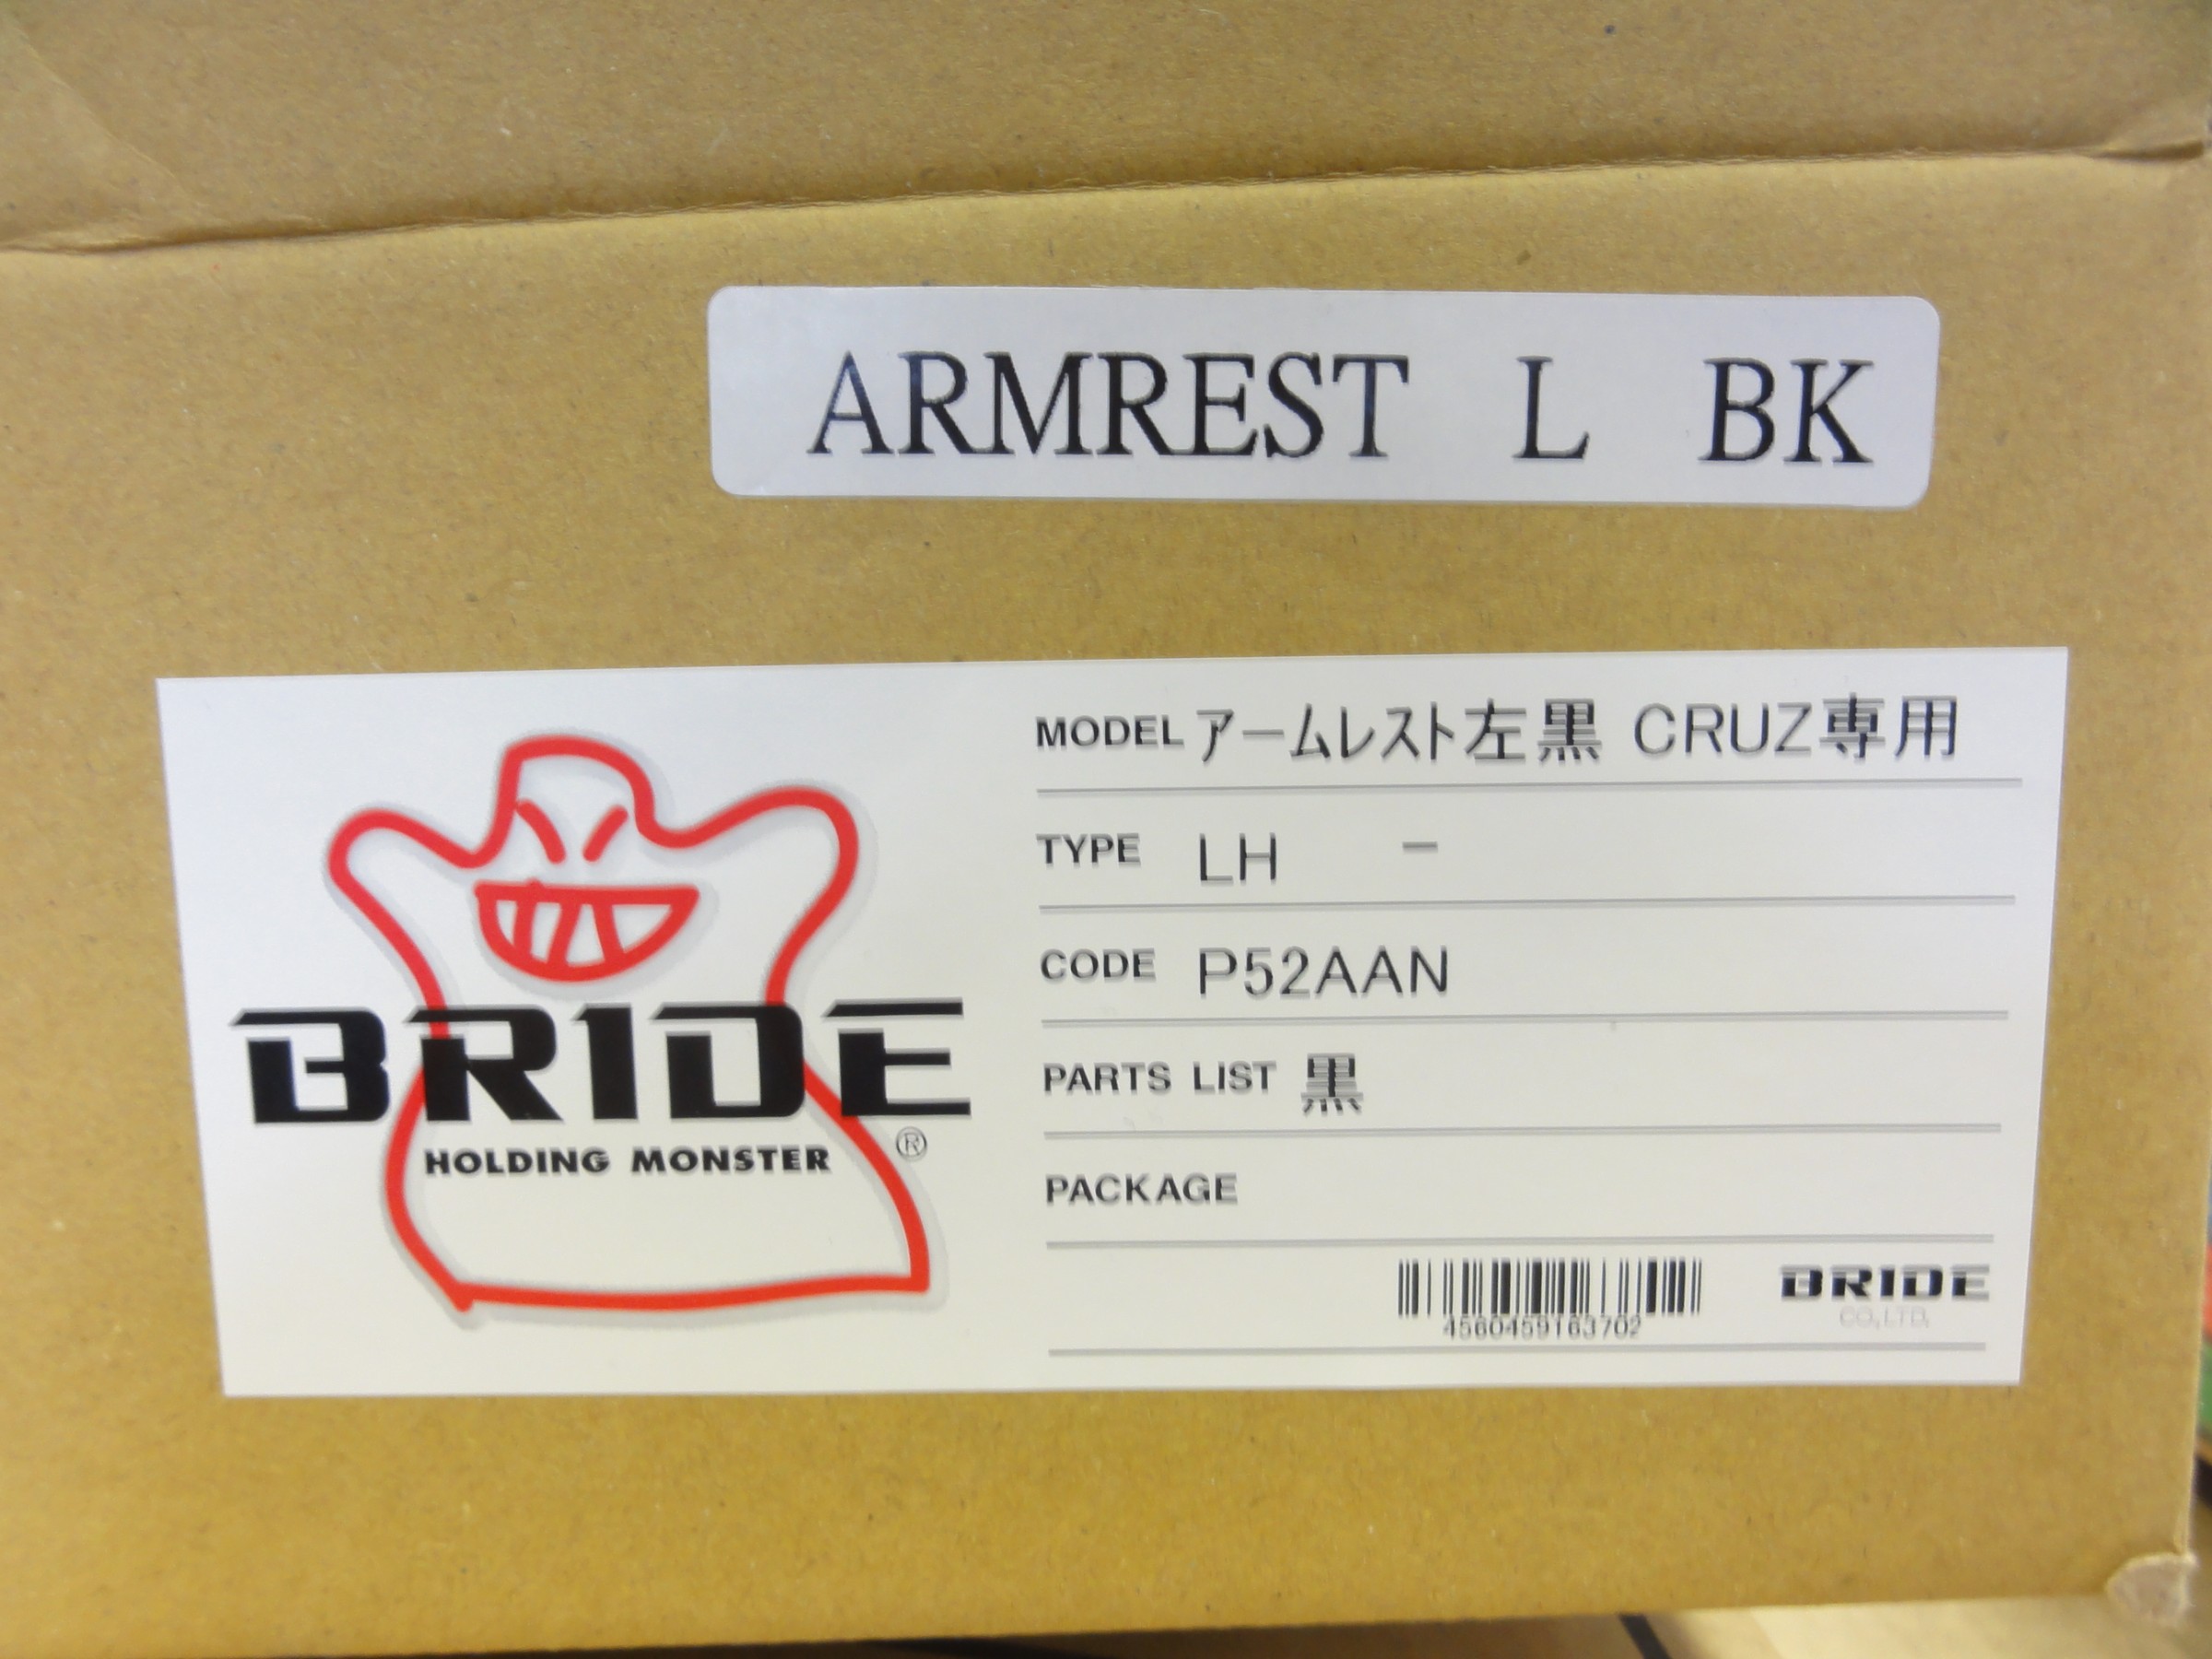 ARMREST L BK
MODEL アームレスト左黒 CRUZ専用
TYPE LH -
CODE P52AAN
PARTS LIST 黒
PACKAGE
BRIDE
HOLDING MONSTER
®
4560459163702
BRIDE
CO.,LTD.